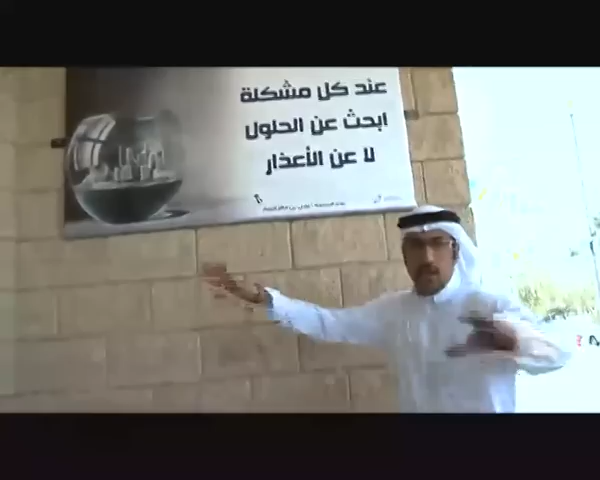 عند كل مشكلة
ابحث عن الحلول
لا عن الأعذار